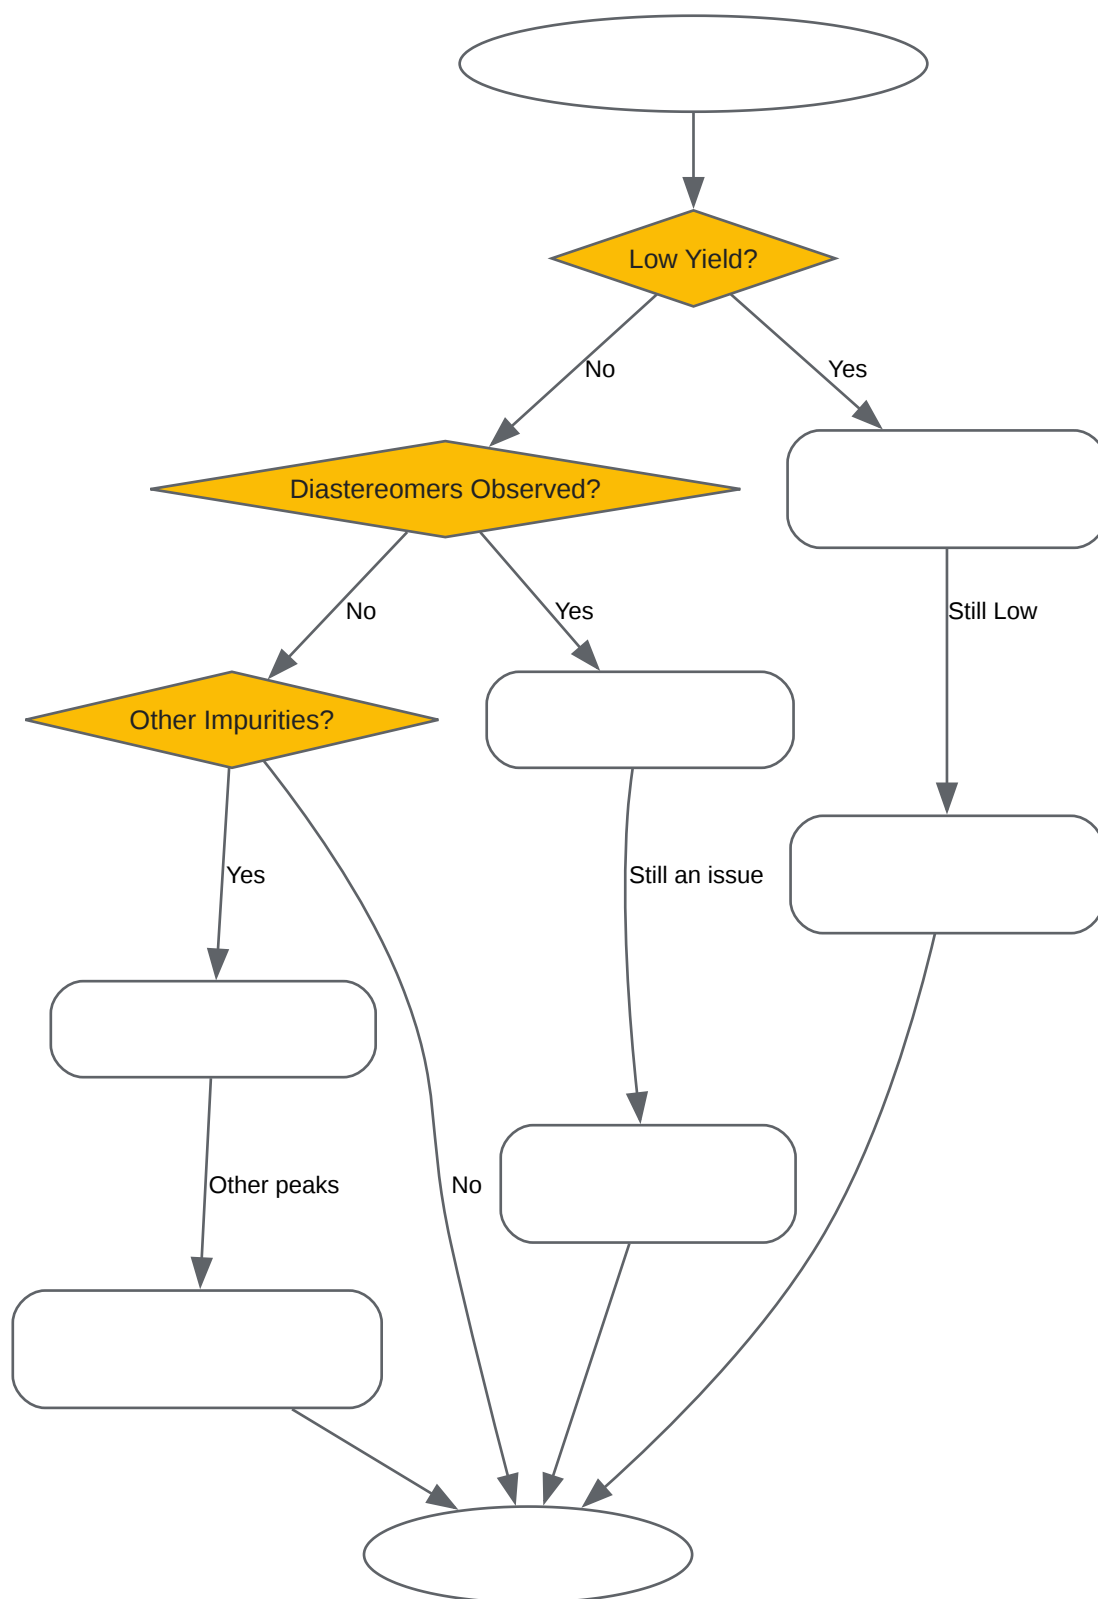 Low Yield?
No
Yes
Diastereomers Observed?
No
Yes
Still Low
Other Impurities?
Yes
Still an issue
Other peaks
No